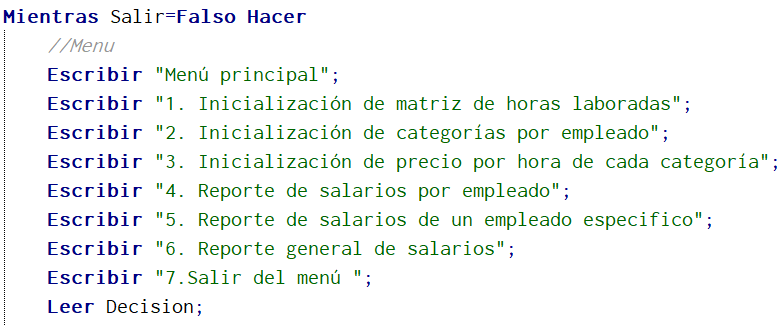 Mientras Salir=Falso Hacer
//Menu
Escribir "Menú principal";
Escribir "1. Inicialización de matriz de horas laboradas";
Escribir "2. Inicialización de categorías por empleado";
Escribir "3. Inicialización de precio por hora de cada categoría";
Escribir "4. Reporte de salarios por empleado";
Escribir "5. Reporte de salarios de un empleado especifico";
Escribir "6. Reporte general de salarios";
Escribir "7.Salir del menú ";
Leer Decision;